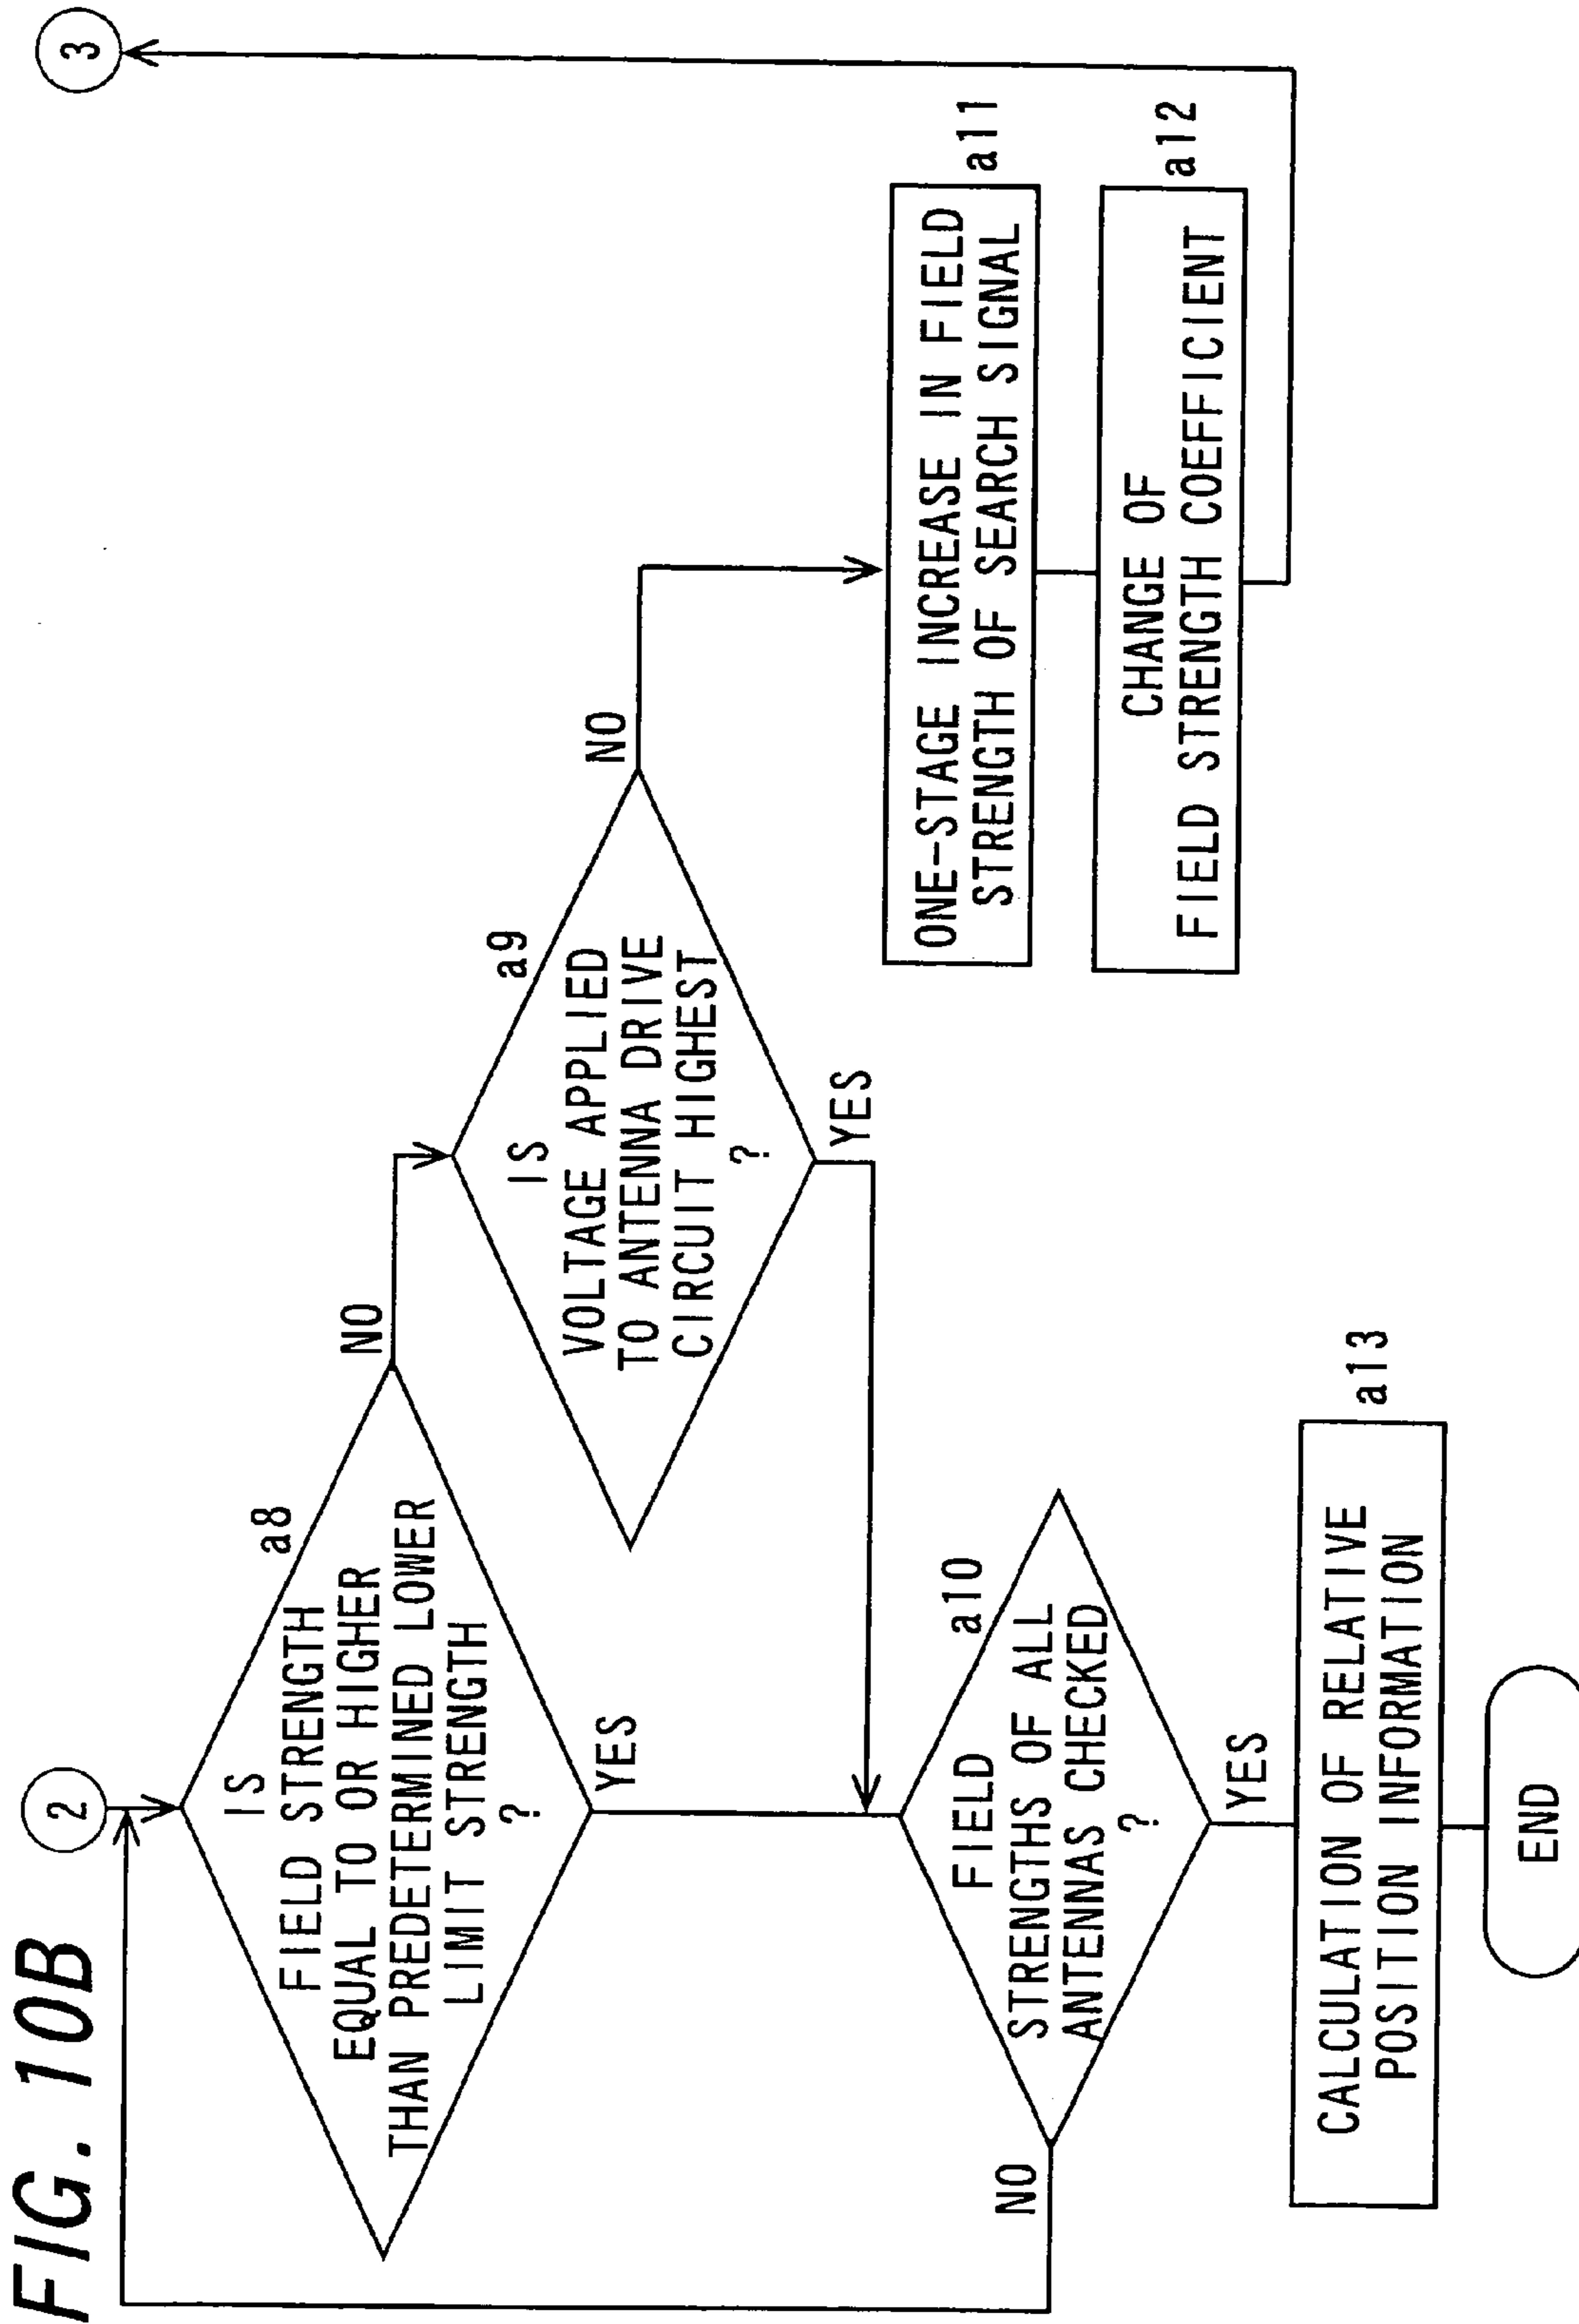 FIG. 10B
2
3
a8
IS
FIELD STRENGTH
EQUAL TO OR HIGHER
THAN PREDETERMINED LOWER
LIMIT STRENGTH
?
NO
YES
a9
IS
VOLTAGE APPLIED
TO ANTENNA DRIVE
CIRCUIT HIGHEST
?
NO
YES
a10
FIELD
STRENGTHS OF ALL
ANTENNAS CHECKED
?
NO
YES
a11
ONE-STAGE INCREASE IN FIELD
STRENGTH OF SEARCH SIGNAL
a12
CHANGE OF
FIELD STRENGTH COEFFICIENT
a13
CALCULATION OF RELATIVE
POSITION INFORMATION
END